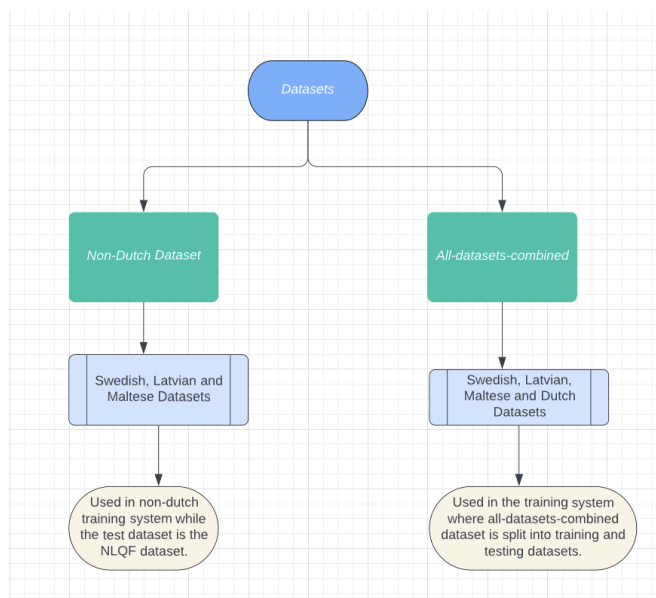 Datasets
Non-Dutch Dataset
All-datasets-combined
Swedish, Latvian and
Maltese Datasets
Swedish, Latvian,
Maltese and Dutch
Datasets
Used in non-dutch
training system while
the test dataset is the
NLQF dataset.
Used in the training system
where all-datasets-combined
dataset is split into training and
testing datasets.